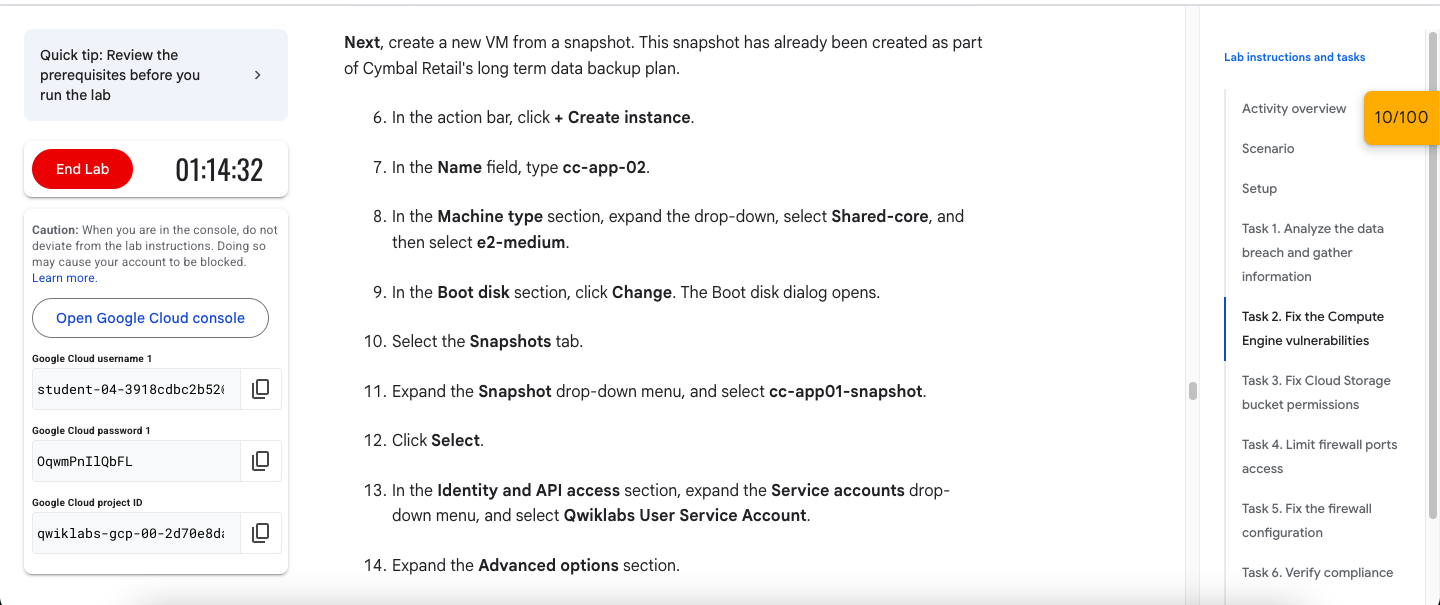 Quick tip: Review the
prerequisites before you
run the lab
End Lab
01:14:32
Caution: When you are in the console, do not
deviate from the lab instructions. Doing so
may cause your account to be blocked.
Learn more.
Open Google Cloud console
Google Cloud username 1
student-04-3918cdbc2b520
Google Cloud password 1
OqwmPnIlQbFL
Google Cloud project ID
qwiklabs-gcp-00-2d70e8da
Next, create a new VM from a snapshot. This snapshot has already been created as part
of Cymbal Retail's long term data backup plan.
6. In the action bar, click + Create instance.
7. In the Name field, type cc-app-02.
8. In the Machine type section, expand the drop-down, select Shared-core, and
then select e2-medium.
9. In the Boot disk section, click Change. The Boot disk dialog opens.
10. Select the Snapshots tab.
11. Expand the Snapshot drop-down menu, and select cc-app01-snapshot.
12. Click Select.
13. In the Identity and API access section, expand the Service accounts drop-
down menu, and select Qwiklabs User Service Account.
14. Expand the Advanced options section.
Lab instructions and tasks
Activity overview
10/100
Scenario
Setup
Task 1. Analyze the data
breach and gather
information
Task 2. Fix the Compute
Engine vulnerabilities
Task 3. Fix Cloud Storage
bucket permissions
Task 4. Limit firewall ports
access
Task 5. Fix the firewall
configuration
Task 6. Verify compliance